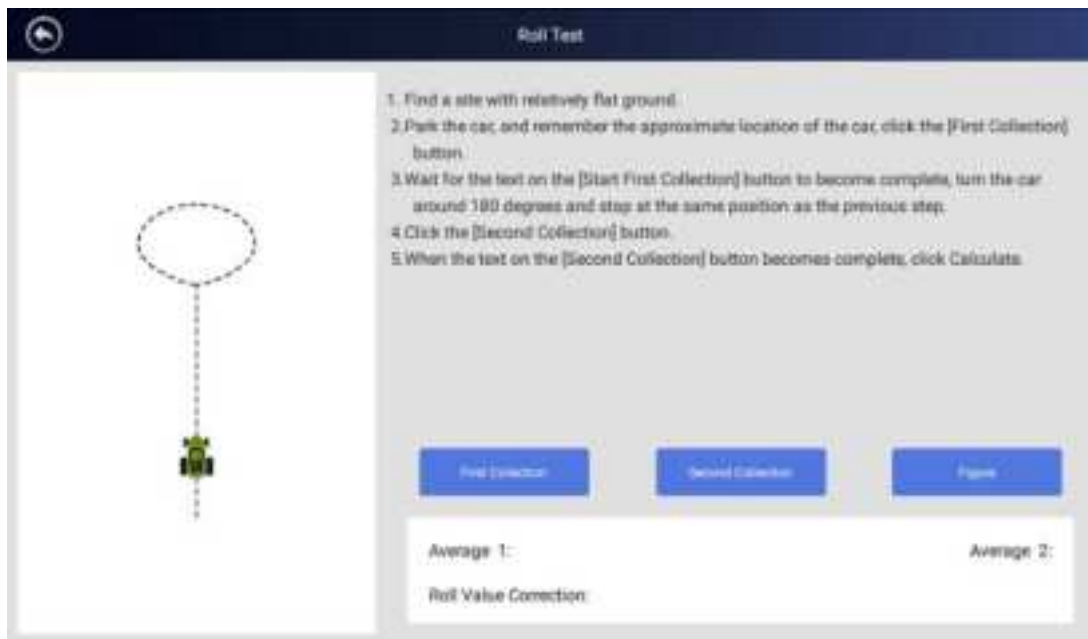 Roll Test
1. Find a site with relatively flat ground.
2.Park the car, and remember the approximate location of the car, click the [First Collection]
button.
3.Wait for the text on the [Start First Collection] button to become complete, turn the car
around 180 degrees and stop at the same position as the previous step.
4.Click the [Second Collection] button.
5.When the text on the [Second Collection] button becomes complete, click Calculate.
First Collection
Second Collection
Figure
Average 1:
Average 2:
Roll Value Correction: